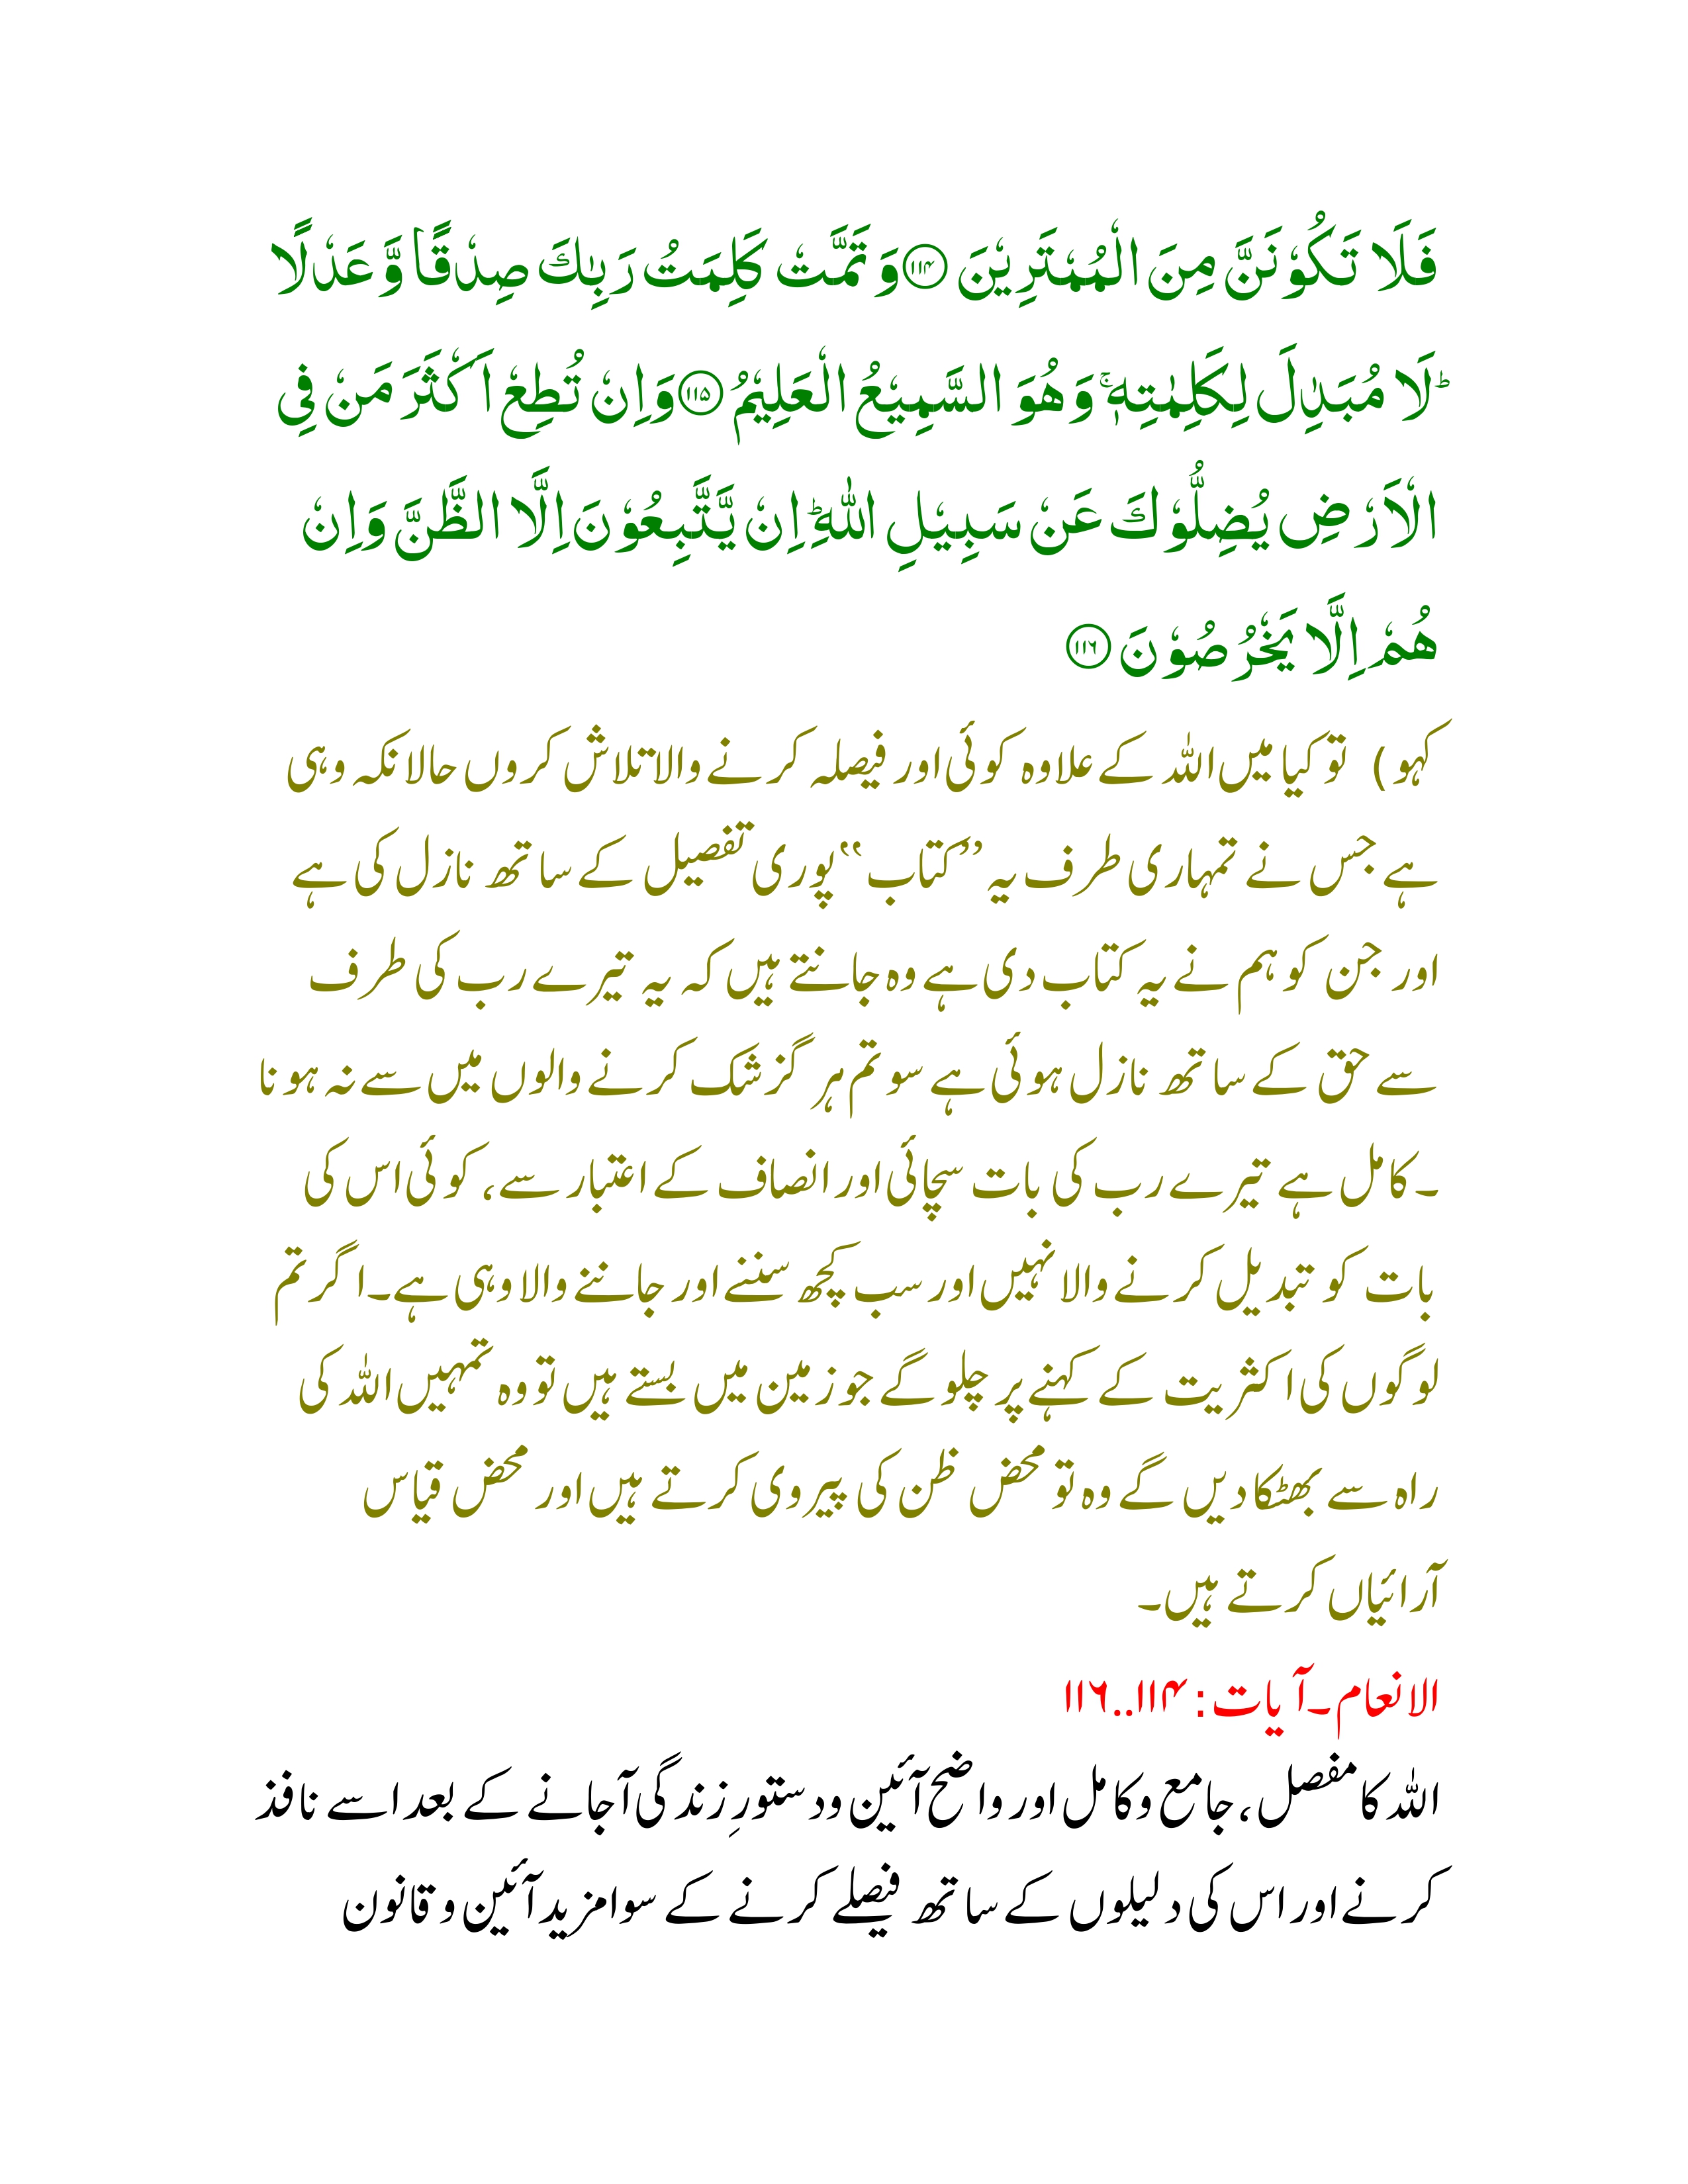 فَلَا تَكُوْنَنَّ مِنَ الْمُمْتَرِيْنَ ﴿۱۱۴﴾ وَ تَمَّتْ كَلِمَتُ رَبِّكَ صِدْقًا وَّ عَدْلًا
ؕ لَا مُبَدِّلَ لِكَلِمٰتِهٖ ۚ وَ هُوَ السَّمِيْعُ الْعَلِيْمُ ﴿۱۱۵﴾ وَ اِنْ تُطِعْ اَكْثَرَ مَنْ فِي
الْاَرْضِ يُضِلُّوْكَ عَنْ سَبِيْلِ اللّٰهِ ؕ اِنْ يَّتَّبِعُوْنَ اِلَّا الظَّنَّ وَ اِنْ
هُمْ اِلَّا يَخْرُصُوْنَ ﴿۱۱۶﴾
کہو) تو کیا میں اللہ کے علاوہ کوئی اور فیصلہ کرنے والا تلاش کروں حالانکہ وہی
ہے جس نے تمہاری طرف یہ ’’کتاب‘‘ پوری تفصیل کے ساتھ نازل کی ہے
اور جن کو ہم نے یہ کتاب دی ہے وہ جانتے ہیں کہ یہ تیرے رب کی طرف
سے حق کے ساتھ نازل ہوئی ہے سو تم ہرگز شک کرنے والوں میں سے نہ ہونا
۔کامل ہے تیرے رب کی بات سچائی اور انصاف کے اعتبار سے، کوئی اس کی
بات کو تبدیل کرنے والا نہیں اور سب کچھ سننے اور جاننے والا وہی ہے۔ اگر تم
لوگوں کی اکثریت کے کہنے پر چلو گے جو زمین میں بستے ہیں تو وہ تمہیں اللہ کی
راہ سے بھٹکا دیں گے وہ تو محض ظن کی پیروی کرتے ہیں اور محض قیاس
آرائیاں کرتے ہیں۔
الانعام۔آیات: ۱۱۴..۱۱۶
اللہ کا مفصل، جامع و کامل اور واضح آئین و دستورِ زندگی آجانے کے بعد اسے نافذ
کرنے اور اس کی دلیلوں کے ساتھ فیصلے کرنے کے سوا مزید آئین و قانون